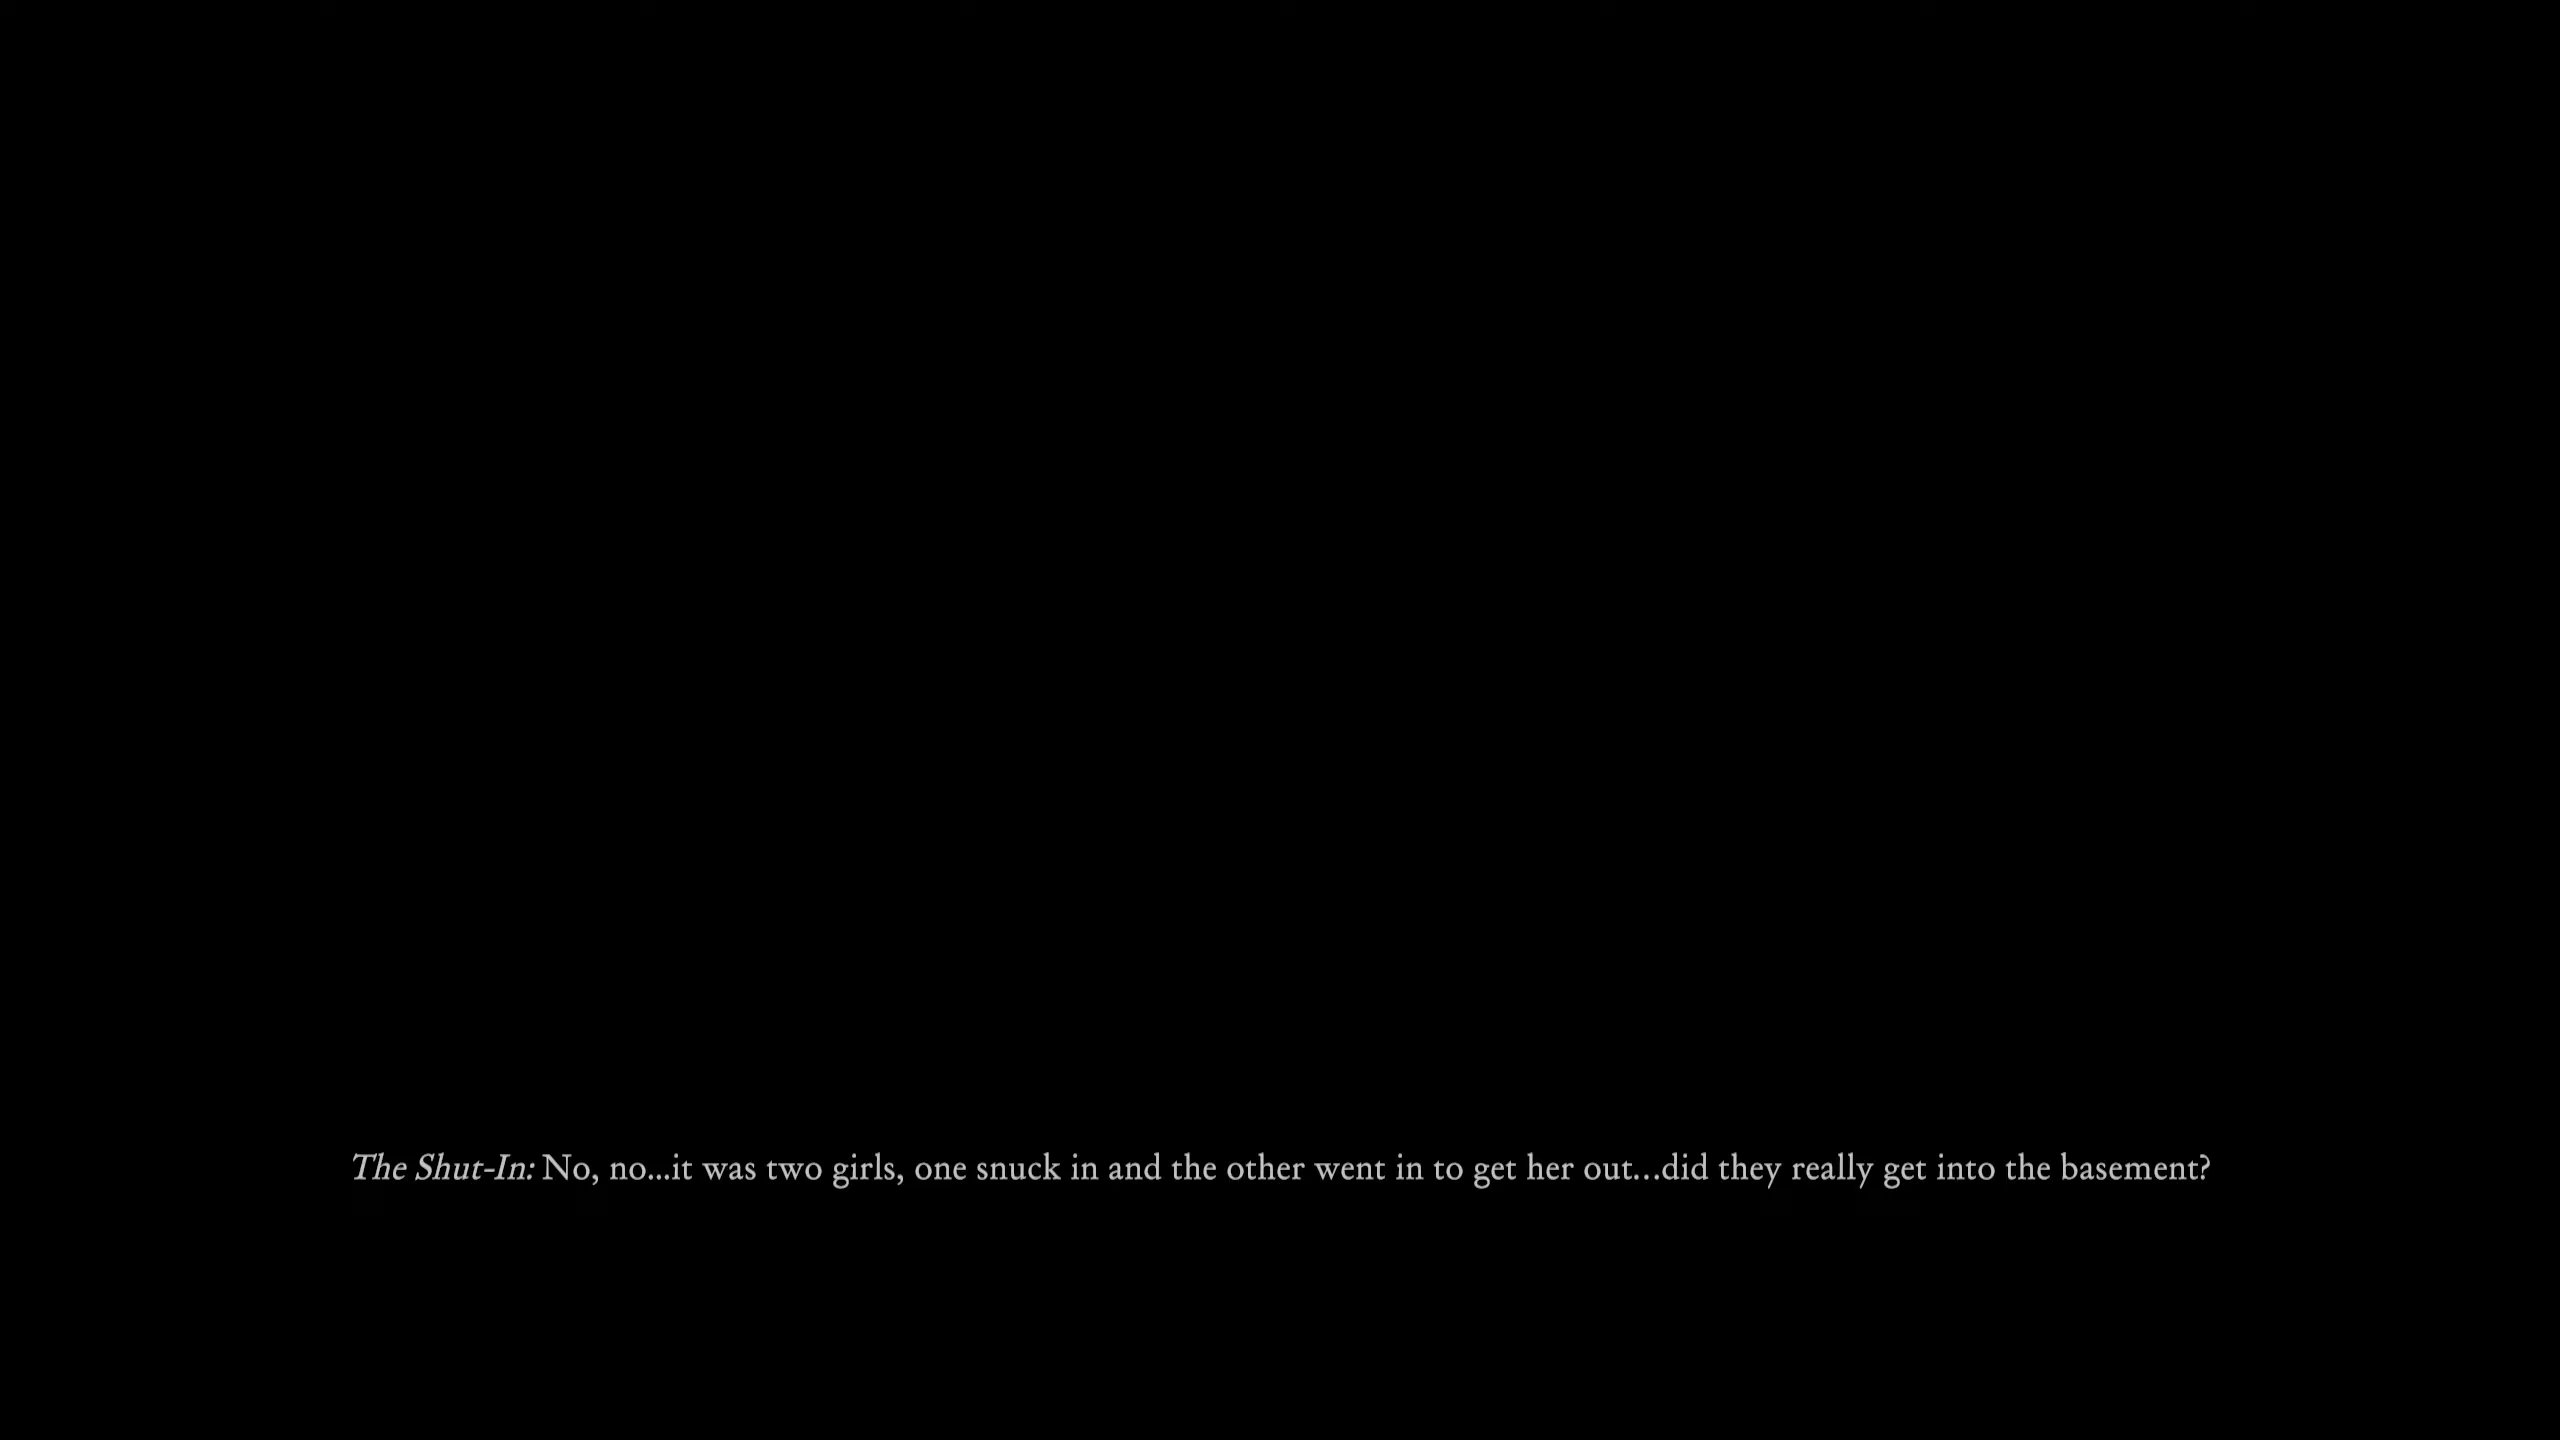 The Shut-In: No, no...it was two girls, one snuck in and the other went in to get her out...did they really get into the basement?